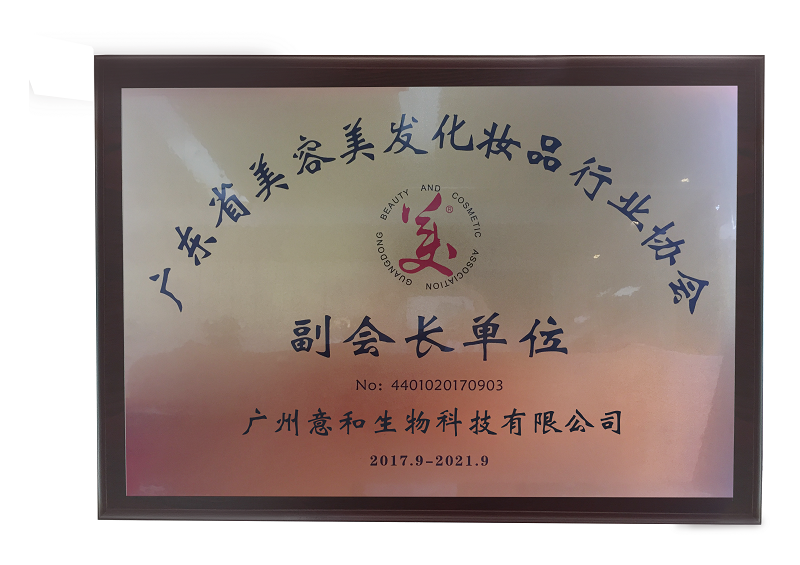 广东省美容美发化妆品行业协会
GUANGDONG BEAUTY AND COSMETIC ASSOCIATION
美®
副会长单位
No: 4401020170903
广州意和生物科技有限公司
2017.9-2021.9